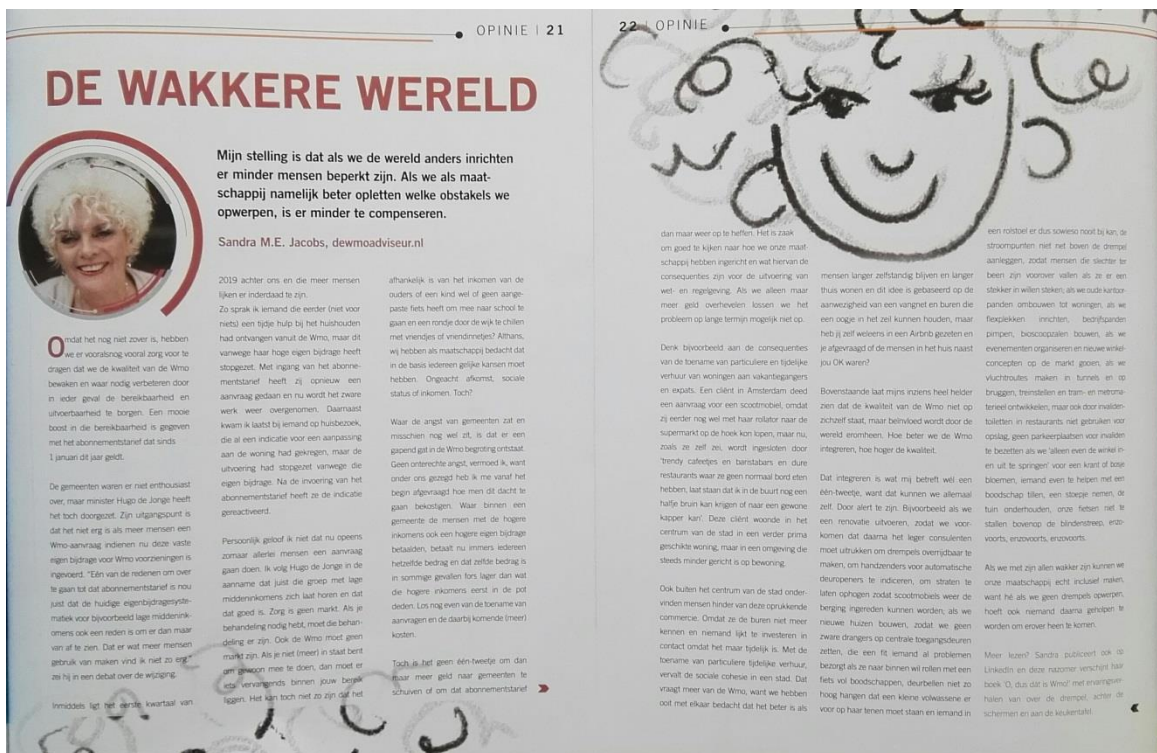 OPINIE | 21
DE WAKKERE WERELD
Mijn stelling is dat als we de wereld anders inrichten
er minder mensen beperkt zijn. Als we als maat-
schappij namelijk beter opletten welke obstakels we
opwerpen, is er minder te compenseren.
Sandra M.E. Jacobs, dewmoadviseur.nl
Omdat het nog niet zover is, hebben
we er vooralsnog vooral zorg voor te
dragen dat we de kwaliteit van de Wmo
bewaken en waar nodig verbeteren door
in ieder geval de bereikbaarheid en
uitvoerbaarheid te borgen. Een mooie
boost in die bereikbaarheid is gegeven
met het abonnementstarief dat sinds
1 januari dit jaar geldt.
De gemeenten waren er niet enthousiast
over, maar minister Hugo de Jonge heeft
het toch doorgezet. Zijn uitgangspunt is
dat het niet erg is als meer mensen een
Wmo-aanvraag indienen nu deze vaste
eigen bijdrage voor Wmo voorzieningen is
ingevoerd. "Eén van de redenen om over
te gaan tot dat abonnementstarief is nou
juist dat de huidige eigenbijdragesyste-
matiek voor bijvoorbeeld lage middenink-
omens ook een reden is om er dan maar
van af te zien. Dat er wat meer mensen
gebruik van maken vind ik niet zo erg,"
zei hij in een debat over de wijziging.
Inmiddels ligt het eerste kwartaal van
2019 achter ons en die meer mensen
lijken er inderdaad te zijn.
Zo sprak ik iemand die eerder (niet voor
niets) een tijdje hulp bij het huishouden
had ontvangen vanuit de Wmo, maar dit
vanwege haar hoge eigen bijdrage heeft
stopgezet. Met ingang van het abonne-
mentstarief heeft zij opnieuw een
aanvraag gedaan en nu wordt het zware
werk weer overgenomen. Daarnaast
kwam ik laatst bij iemand op huisbezoek,
die al een indicatie voor een aanpassing
aan de woning had gekregen, maar de
uitvoering had stopgezet vanwege die
eigen bijdrage. Na de invoering van het
abonnementstarief heeft ze de indicatie
gereactiveerd.
Persoonlijk geloof ik niet dat nu opeens
zomaar allerlei mensen een aanvraag
gaan doen. Ik volg Hugo de Jonge in de
aanname dat juist die groep met lage
middeninkomens zich laat horen en dat
dat goed is. Zorg is geen markt. Als je
behandeling nodig hebt, moet die behan-
deling er zijn. Ook de Wmo moet geen
markt zijn. Als je niet (meer) in staat bent
om gewoon mee te doen, dan moet er
iets vervangends binnen jouw bereik
liggen. Het kan toch niet zo zijn dat het
afhankelijk is van het inkomen van de
ouders of een kind wel of geen aange-
paste fiets heeft om mee naar school te
gaan en een rondje door de wijk te chillen
met vriendjes of vriendinnetjes? Althans,
wij hebben als maatschappij bedacht dat
in de basis iedereen gelijke kansen moet
hebben. Ongeacht afkomst, sociale
status of inkomen. Toch?
Waar de angst van gemeenten zat en
misschien nog wel zit, is dat er een
gapend gat in de Wmo begroting ontstaat.
Geen onterechte angst, vermoed ik, want
onder ons gezegd heb ik me vanaf het
begin afgevraagd hoe men dit dacht te
gaan bekostigen. Waar binnen een
gemeente de mensen met de hogere
inkomens ook een hogere eigen bijdrage
betaalden, betaalt nu immers iedereen
hetzelfde bedrag en dat zelfde bedrag is
in sommige gevallen fors lager dan wat
die hogere inkomens eerst in de pot
deden. Los nog even van de toename van
aanvragen en de daarbij komende (meer)
kosten.
Toch is het geen één-tweetje om dan
maar meer geld naar gemeenten te
schuiven of om dat abonnementstarief
22 | OPINIE
dan maar weer op te heffen. Het is zaak
om goed te kijken naar hoe we onze maat-
schappij hebben ingericht en wat hiervan de
consequenties zijn voor de uitvoering van
wet- en regelgeving. Als we alleen maar
meer geld overhevelen lossen we het
probleem op lange termijn mogelijk niet op.
Denk bijvoorbeeld aan de consequenties
van de toename van particuliere en tijdelijke
verhuur van woningen aan vakantiegangers
en expats. Een cliënt in Amsterdam deed
een aanvraag voor een scootmobiel, omdat
zij eerder nog wel met haar rollator naar de
supermarkt op de hoek kon lopen, maar nu,
zoals ze zelf zei, wordt ingesloten door
'trendy cafeetjes en barstabars en dure
restaurants waar ze geen normaal bord eten
hebben, laat staan dat ik in de buurt nog een
halfje bruin kan krijgen of naar een gewone
kapper kan'. Deze cliënt woonde in het
centrum van de stad in een verder prima
geschikte woning, maar in een omgeving die
steeds minder gericht is op bewoning.
Ook buiten het centrum van de stad onder-
vinden mensen hinder van deze oprukkende
commercie. Omdat ze de buren niet meer
kennen en niemand lijkt te investeren in
contact omdat het maar tijdelijk is. Met de
toename van particuliere tijdelijke verhuur,
vervalt de sociale cohesie in een stad. Dat
vraagt meer van de Wmo, want we hebben
ooit met elkaar bedacht dat het beter is als
mensen langer zelfstandig blijven en langer
thuis wonen en dit idee is gebaseerd op de
aanwezigheid van een vangnet en buren die
een oogje in het zeil kunnen houden, maar
heb jij zelf weleens in een Airbnb gezeten en
je afgevraagd of de mensen in het huis naast
jou OK waren?
Bovenstaande laat mijns inziens heel helder
zien dat de kwaliteit van de Wmo niet op
zichzelf staat, maar beïnvloed wordt door de
wereld eromheen. Hoe beter we de Wmo
integreren, hoe hoger de kwaliteit.
Dat integreren is wat mij betreft wel een
één-tweetje, want dat kunnen we allemaal
zelf. Door alert te zijn. Bijvoorbeeld als we
een renovatie uitvoeren, zodat we voor-
komen dat daarna het leger consulenten
moet uitrukken om drempels overrijdbaar te
maken, om handzenders voor automatische
deuropeners te indiceren, om straten te
laten ophogen zodat scootmobiels weer de
berging ingereden kunnen worden; als we
nieuwe huizen bouwen, zodat we geen
zware drangers op centrale toegangsdeuren
zetten, die een fit iemand al problemen
bezorgt als ze naar binnen wil rollen met een
fiets vol boodschappen, deurbellen niet zo
hoog hangen dat een kleine volwassene er
voor op haar tenen moet staan en iemand in
een rolstoel er dus sowieso nooit bij kan, de
stroompunten niet net boven de drempel
aanleggen, zodat mensen die slechter te
been zijn voorover vallen als ze er een
stekker in willen steken; als we oude kantoor-
panden ombouwen tot woningen, als we
flexplekken inrichten, bedrijfspanden
pimpen, bioscoopzalen bouwen, als we
evenementen organiseren en nieuwe winkel-
concepten op de markt gooien, als we
vluchtroutes maken in tunnels en op
bruggen, treinstellen en tram- en metroma-
terieel ontwikkelen, maar ook door invaliden-
toiletten in restaurants niet gebruiken voor
opslag, geen parkeerplaatsen voor invaliden
te bezetten als we 'alleen even de winkel in-
en uit te springen' voor een krant of bosje
bloemen, iemand even te helpen met een
boodschap tillen, een stoepje nemen, de
tuin onderhouden, onze fietsen niet te
stallen bovenop de blindenstreep, enzo-
voorts, enzovoorts, enzovoorts.
Als we met zijn allen wakker zijn kunnen we
onze maatschappij echt inclusief maken,
want hé als we geen drempels opwerpen,
hoeft ook niemand daarna geholpen te
worden om erover heen te komen.
Meer lezen? Sandra publiceert ook op
LinkedIn en deze nazomer verschijnt haar
boek 'O, dus dát is Wmo!' met ervaringsver-
halen van over de drempel, achter de
schermen en aan de keukentafel.